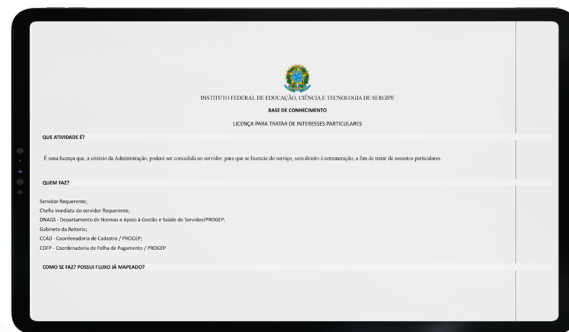 INSTITUTO FEDERAL DE EDUCAÇÃO, CIÊNCIA E TECNOLOGIA DE SERGIPE
BASE DE CONHECIMENTO
LICENÇA PARA TRATAR DE INTERESSES PARTICULARES
QUE ATIVIDADE É?
É uma licença que, a critério da Administração, poderá ser concedida ao servidor, para que se licencie do serviço, sem direito à remuneração, a fim de tratar de assuntos particulares.
QUEM FAZ?
Servidor Requerente;
Chefia imediata do servidor Requerente;
DNAGS - Departamento de Normas e Apoio à Gestão e Saúde do Servidor/PROGEP;
Gabinete da Reitoria;
CCAD - Coordenadoria de Cadastro / PROGEP;
COFP - Coordenadoria de Folha de Pagamento / PROGEP
COMO SE FAZ? POSSUI FLUXO JÁ MAPEADO?